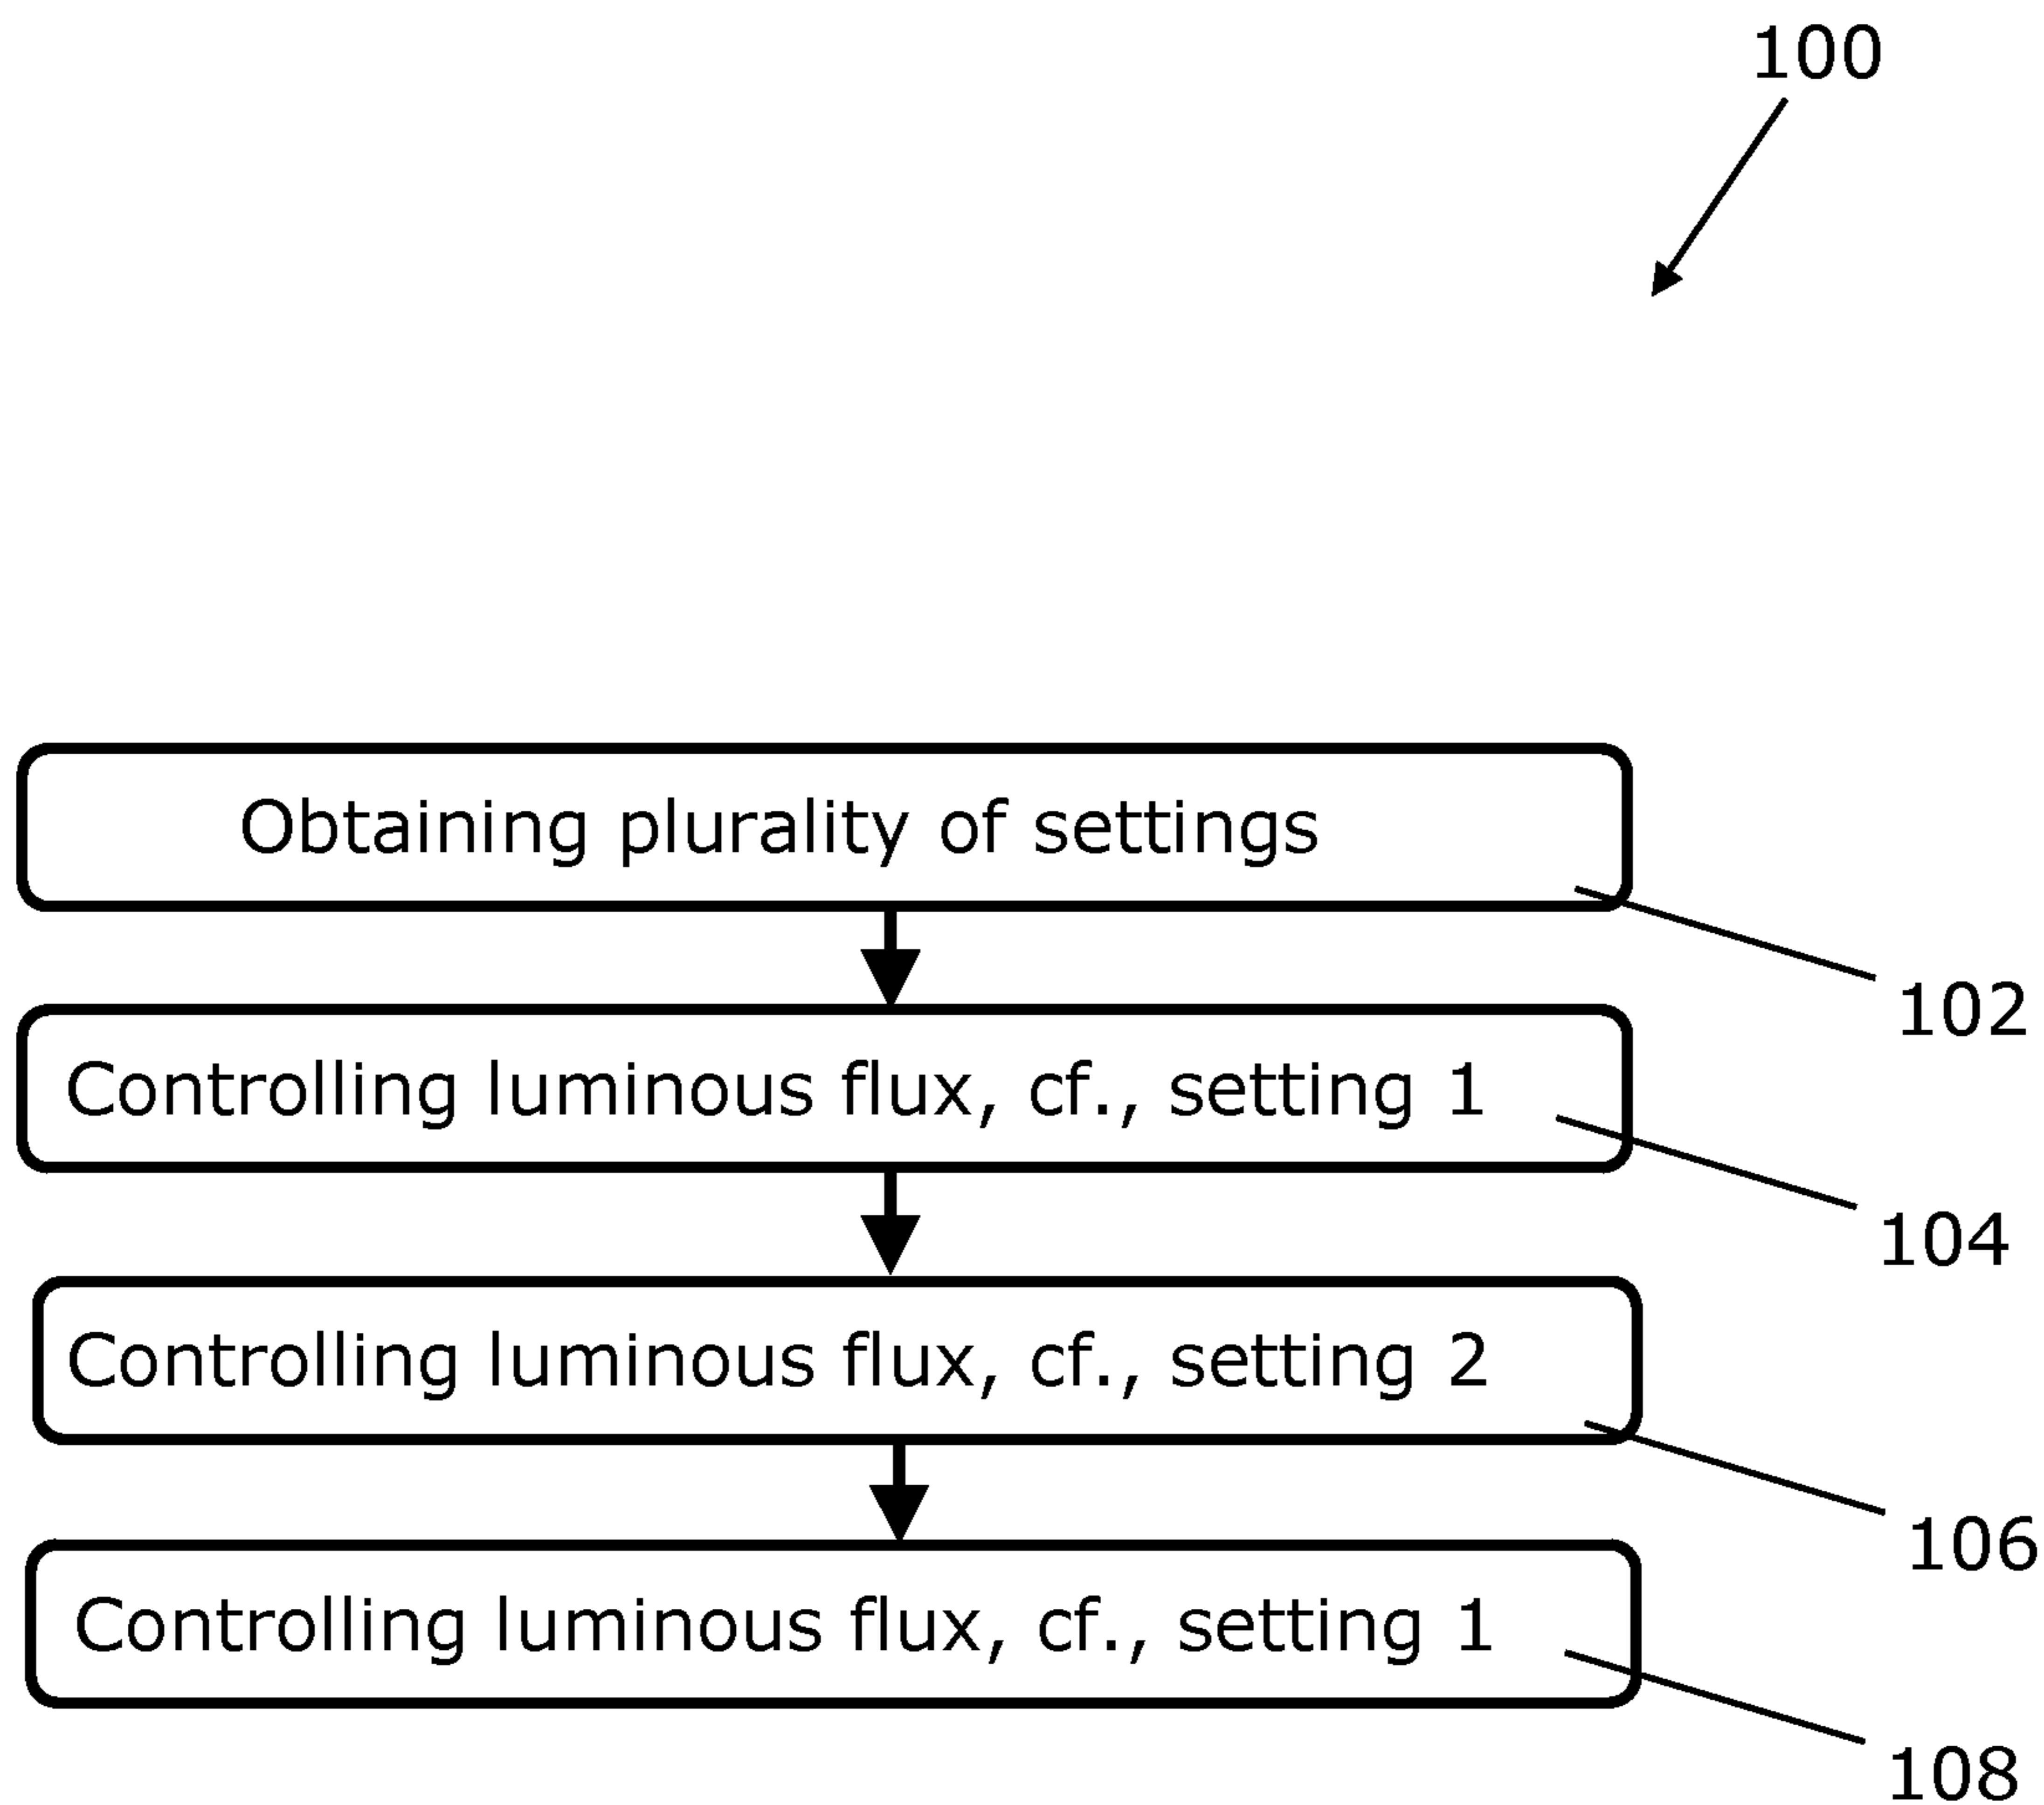 100
Obtaining plurality of settings
102
Controlling luminous flux, cf., setting 1
104
Controlling luminous flux, cf., setting 2
106
Controlling luminous flux, cf., setting 1
108